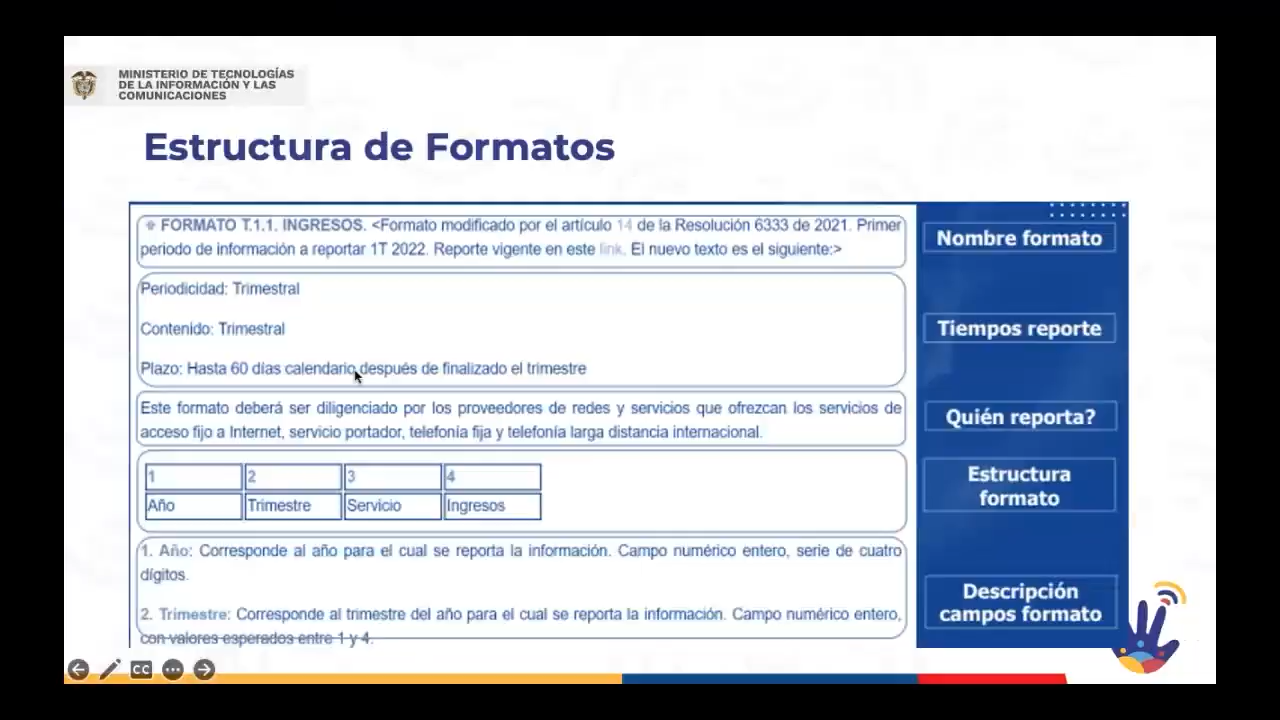 MINISTERIO DE TECNOLOGÍAS
DE LA INFORMACIÓN Y LAS
COMUNICACIONES
Estructura de Formatos
FORMATO T.1.1. INGRESOS. <Formato modificado por el artículo 14 de la Resolución 6333 de 2021. Primer
periodo de información a reportar 1T 2022. Reporte vigente en este link. El nuevo texto es el siguiente:>
Nombre formato
Periodicidad: Trimestral
Contenido: Trimestral
Plazo: Hasta 60 días calendario después de finalizado el trimestre
Tiempos reporte
Este formato deberá ser diligenciado por los proveedores de redes y servicios que ofrezcan los servicios de
acceso fijo a Internet, servicio portador, telefonía fija y telefonía larga distancia internacional.
Quién reporta?
1 2 3 4
Año Trimestre Servicio Ingresos
Estructura
formato
1. Año: Corresponde al año para el cual se reporta la información. Campo numérico entero, serie de cuatro
dígitos.
2. Trimestre: Corresponde al trimestre del año para el cual se reporta la información. Campo numérico entero,
con valores esperados entre 1 y 4.
Descripción
campos formato
CC